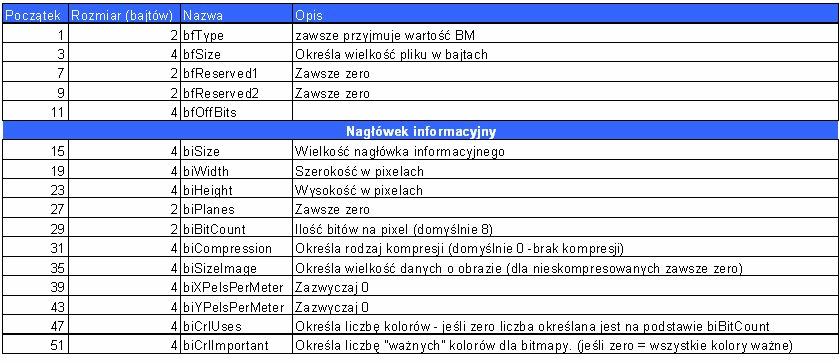 Początek Rozmiar (bajtów) Nazwa Opis
1 2 bfType zawsze przyjmuje wartość BM
3 4 bfSize Określa wielkość pliku w bajtach
7 2 bfReserved1 Zawsze zero
9 2 bfReserved2 Zawsze zero
11 4 bfOffBits
Nagłówek informacyjny
15 4 biSize Wielkość nagłówka informacyjnego
19 4 biWidth Szerokość w pixelach
23 4 biHeight Wysokość w pixelach
27 2 biPlanes Zawsze zero
29 2 biBitCount Ilość bitów na pixel (domyślnie 8)
31 4 biCompression Określa rodzaj kompresji (domyślnie 0 -brak kompresji)
35 4 biSizeImage Określa wielkość danych o obrazie (dla nieskompresowanych zawsze zero)
39 4 biXPelsPerMeter Zazwyczaj 0
43 4 biYPelsPerMeter Zazwyczaj 0
47 4 biCrlUses Określa liczbę kolorów - jeśli zero liczba określana jest na podstawie biBitCount
51 4 biCrlImportant Określa liczbę "ważnych" kolorów dla bitmapy. (jeśli zero = wszystkie kolory ważne)